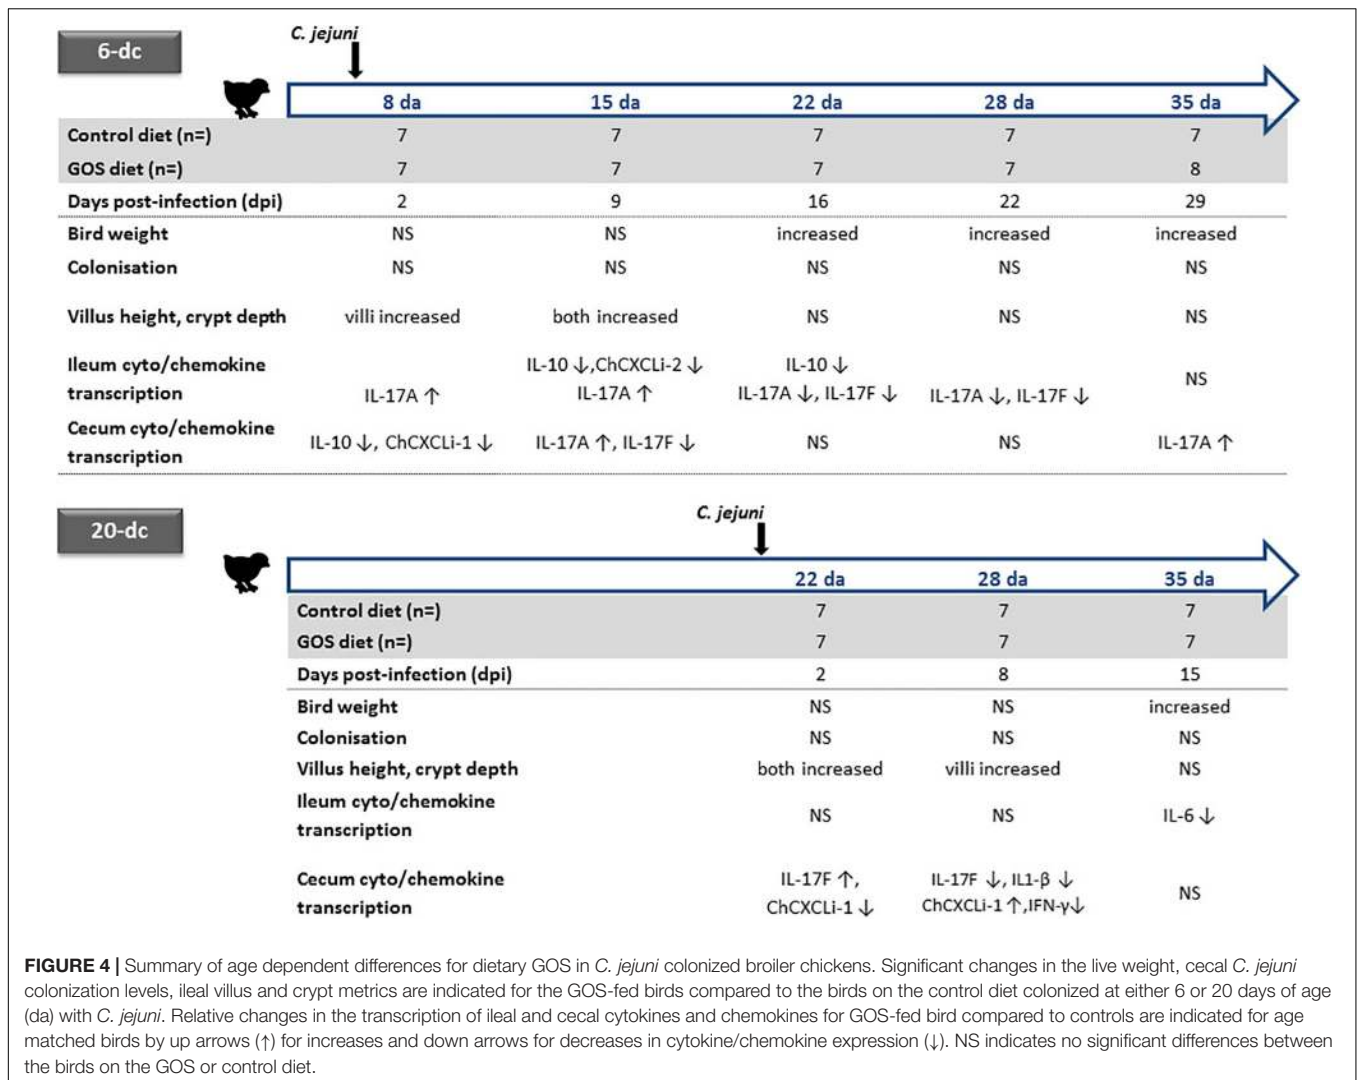 C. jejuni
6-dc
8 da 15 da 22 da 28 da 35 da
Control diet (n=) 7 7 7 7 7
GOS diet (n=) 7 7 7 7 8
Days post-infection (dpi) 2 9 16 22 29
Bird weight NS NS increased increased increased
Colonisation NS NS NS NS NS
Villus height, crypt depth villi increased both increased NS NS NS
Ileum cyto/chemokine IL-10 ↓,ChCXCLi-2 ↓ IL-10 ↓
transcription IL-17A ↑ IL-17A ↑ IL-17A ↓, IL-17F ↓ IL-17A ↓, IL-17F ↓ NS
Cecum cyto/chemokine
transcription IL-10 ↓, ChCXCLi-1 ↓ IL-17A ↑, IL-17F ↓ NS NS IL-17A ↑
C. jejuni
20-dc
22 da 28 da 35 da
Control diet (n=) 7 7 7
GOS diet (n=) 7 7 7
Days post-infection (dpi) 2 8 15
Bird weight NS NS increased
Colonisation NS NS NS
Villus height, crypt depth both increased villi increased NS
Ileum cyto/chemokine
transcription NS NS IL-6 ↓
Cecum cyto/chemokine IL-17F ↑, IL-17F ↓, IL1-β ↓
transcription ChCXCLi-1 ↓ ChCXCLi-1 ↑,IFN-γ↓ NS
FIGURE 4 | Summary of age dependent differences for dietary GOS in C. jejuni colonized broiler chickens. Significant changes in the live weight, cecal C. jejuni
colonization levels, ileal villus and crypt metrics are indicated for the GOS-fed birds compared to the birds on the control diet colonized at either 6 or 20 days of age
(da) with C. jejuni. Relative changes in the transcription of ileal and cecal cytokines and chemokines for GOS-fed bird compared to controls are indicated for age
matched birds by up arrows (↑) for increases and down arrows for decreases in cytokine/chemokine expression (↓). NS indicates no significant differences between
the birds on the GOS or control diet.